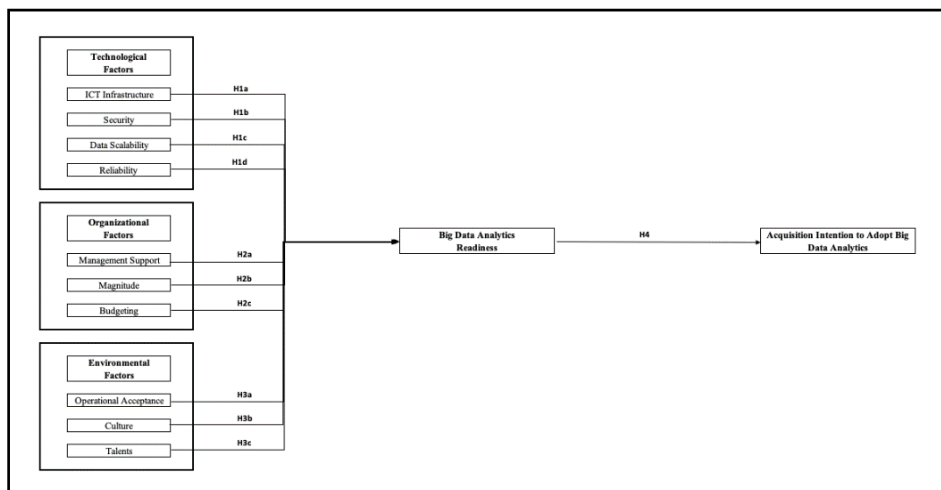 Technological
Factors
ICT Infrastructure
H1a
Security
H1b
Data Scalability
H1c
Reliability
H1d
Organizational
Factors
Management Support
H2a
Magnitude
H2b
Budgeting
H2c
Environmental
Factors
Operational Acceptance
H3a
Culture
H3b
Talents
H3c
Big Data Analytics
Readiness
H4
Acquisition Intention to Adopt Big
Data Analytics